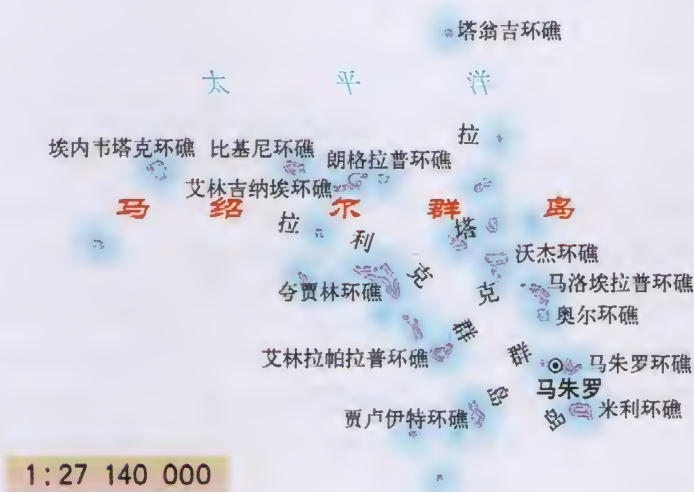 塔翁吉环礁
太平洋
埃内韦塔克环礁
比基尼环礁
朗格拉普环礁
艾林吉纳埃环礁
马绍尔群岛
拉塔克群岛
拉利克群岛
沃杰环礁
马洛埃拉普环礁
夸贾林环礁
奥尔环礁
艾林拉帕拉普环礁
马朱罗环礁
马朱罗
贾卢伊特环礁
米利环礁
1:27 140 000